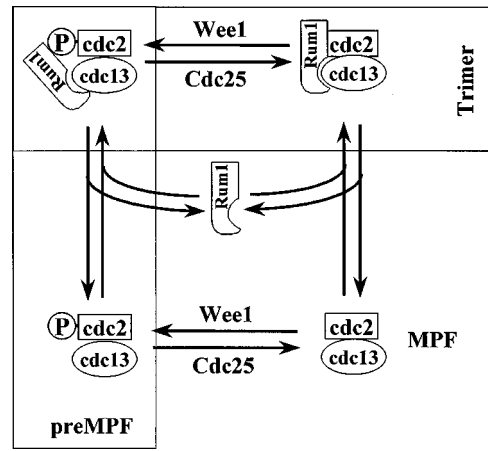 Wee1
P cdc2
Rum1 cdc13
Cdc25
Rum1 cdc2
cdc13
Trimer
Rum1
P cdc2
cdc13
Wee1
Cdc25
cdc2
cdc13
MPF
preMPF